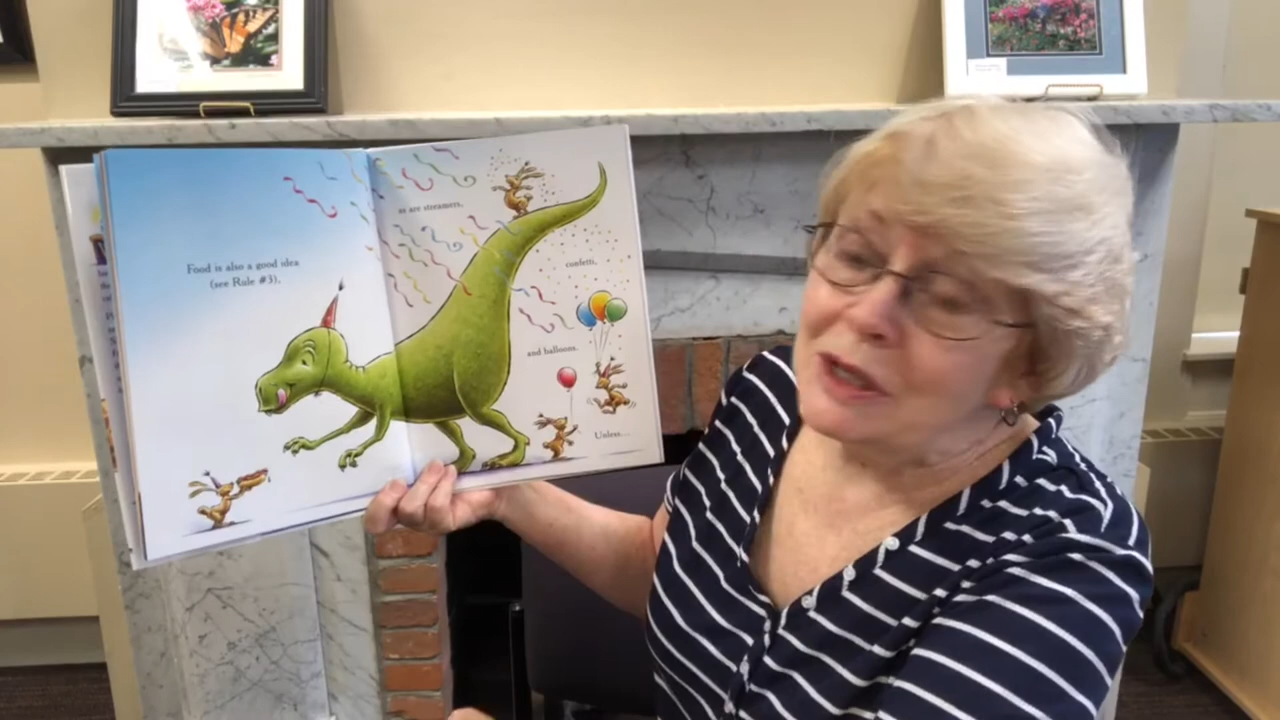 Food is also a good idea
(see Rule #3),
as are streamers,
confetti,
and balloons.
Unless...